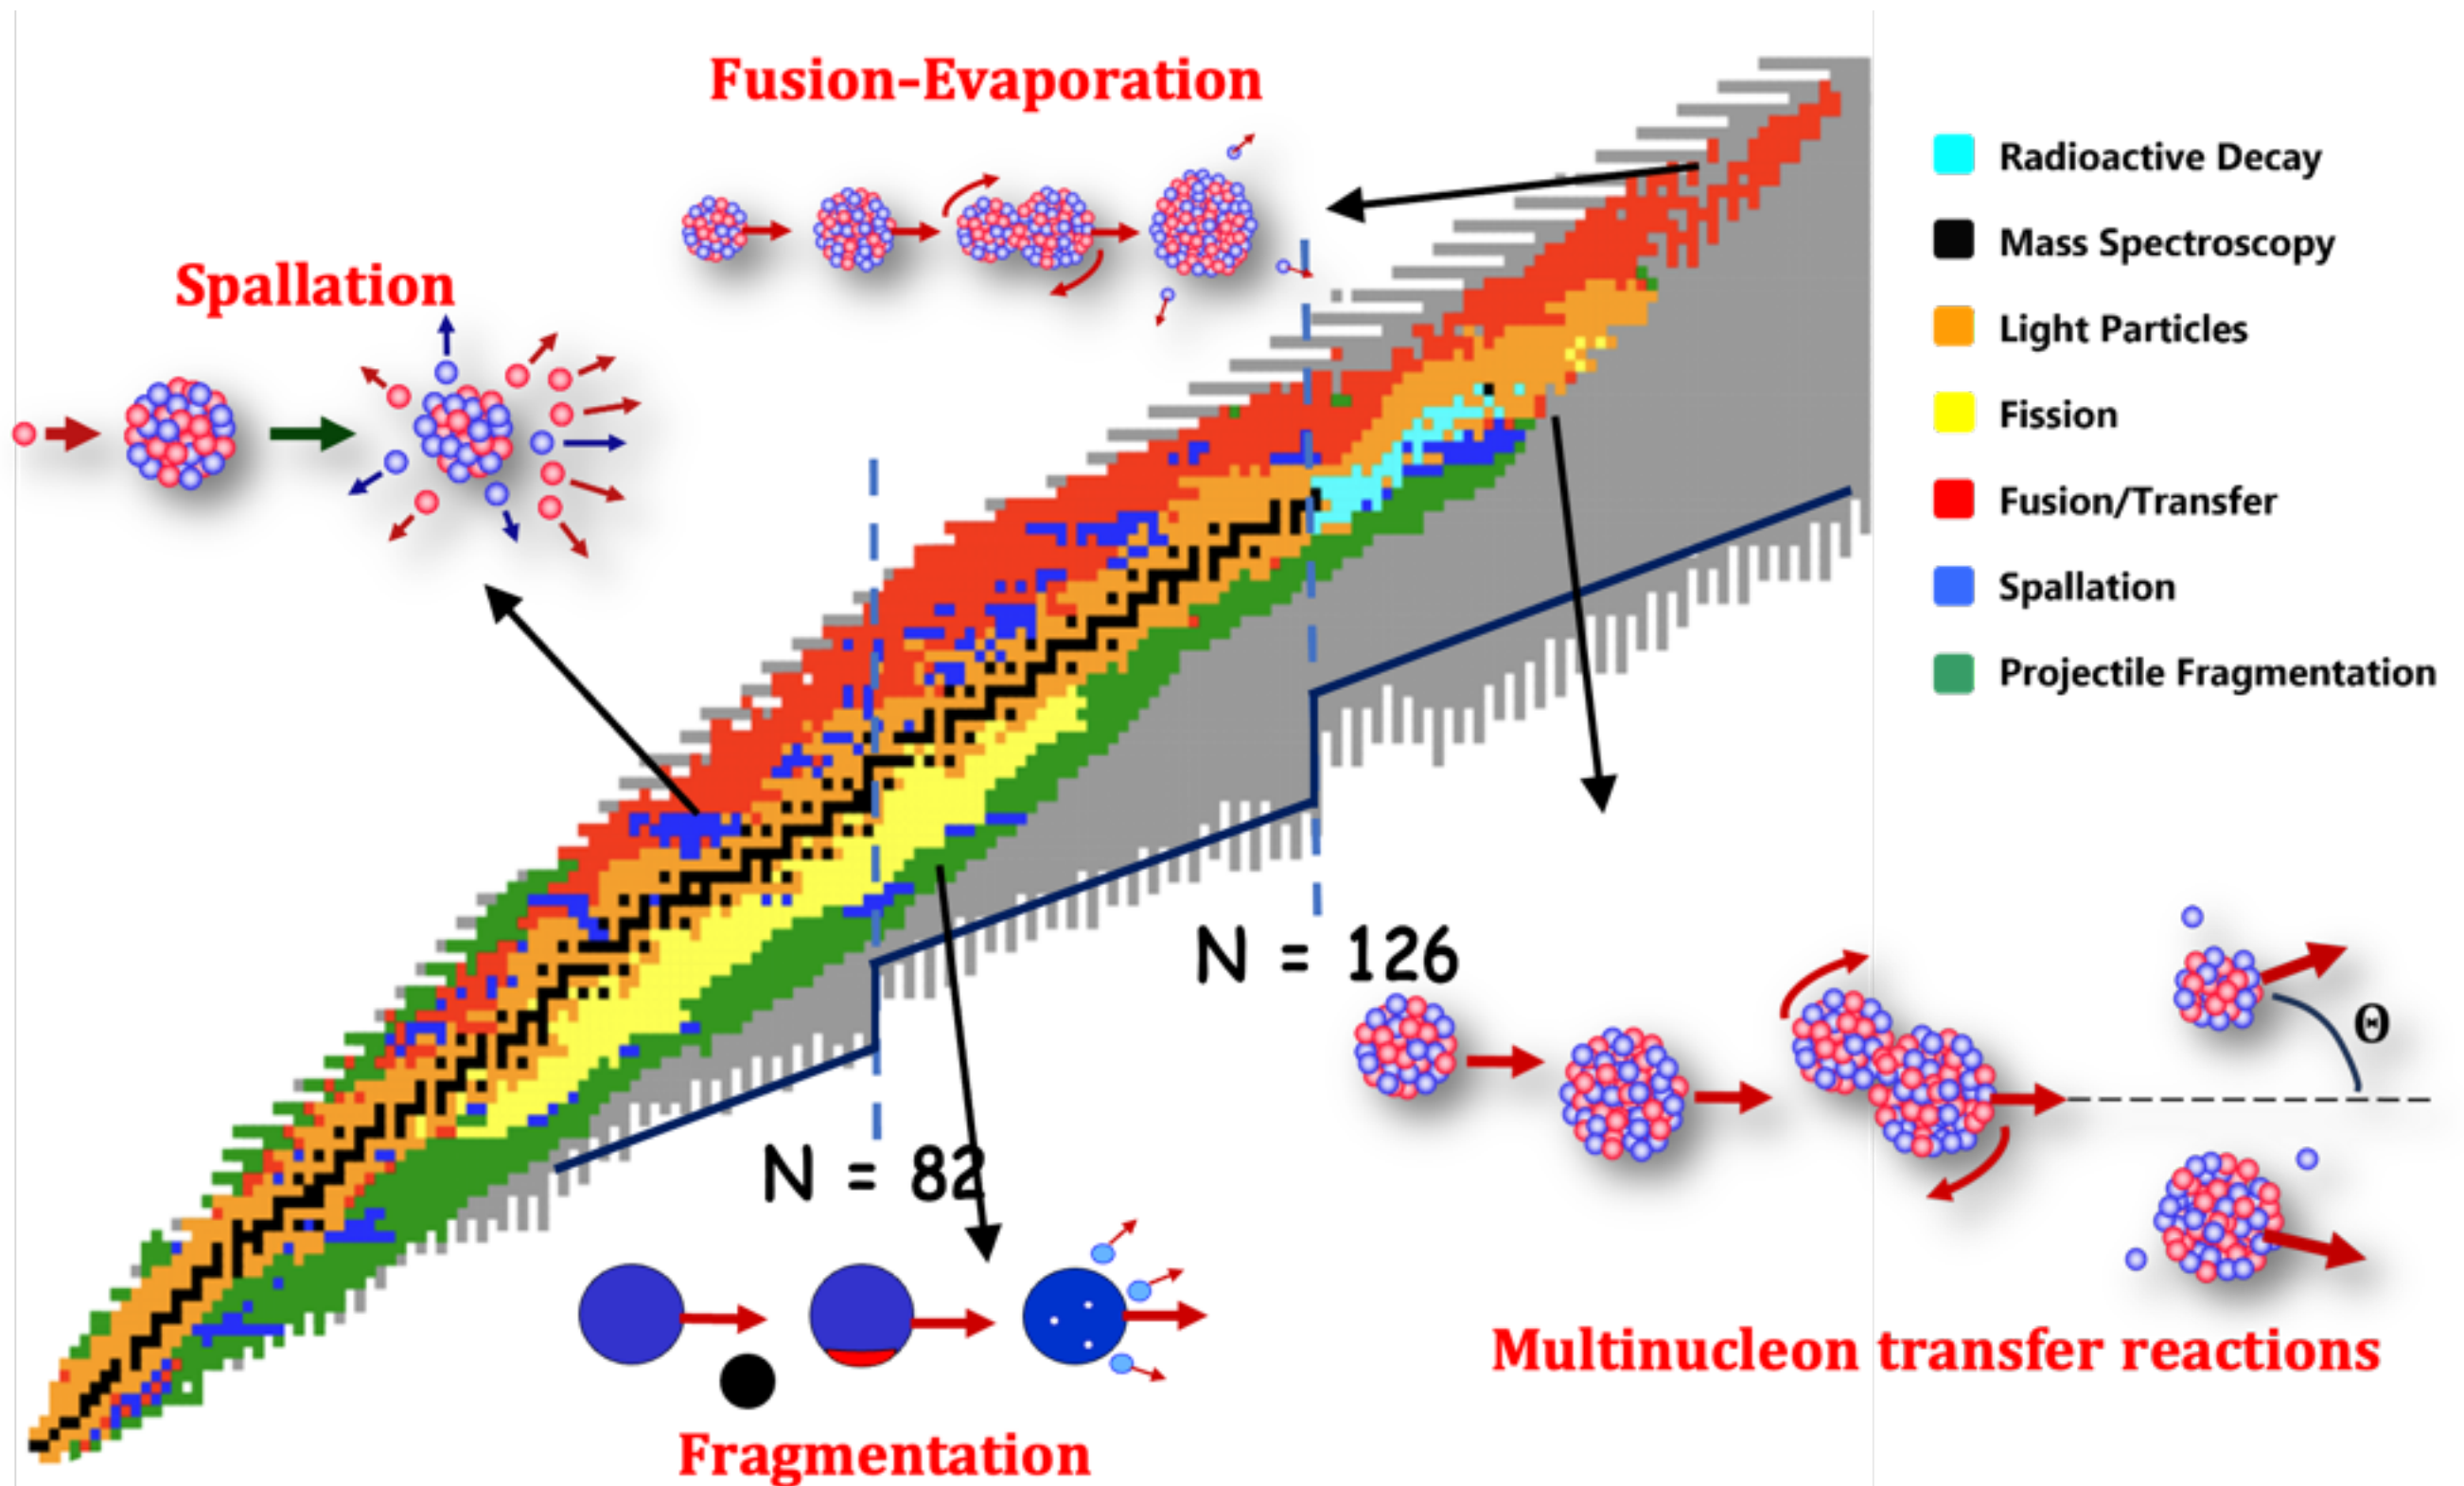 Fusion-Evaporation
Spallation
Radioactive Decay
Mass Spectroscopy
Light Particles
Fission
Fusion/Transfer
Spallation
Projectile Fragmentation
N = 126
N = 82
Θ
Multinucleon transfer reactions
Fragmentation